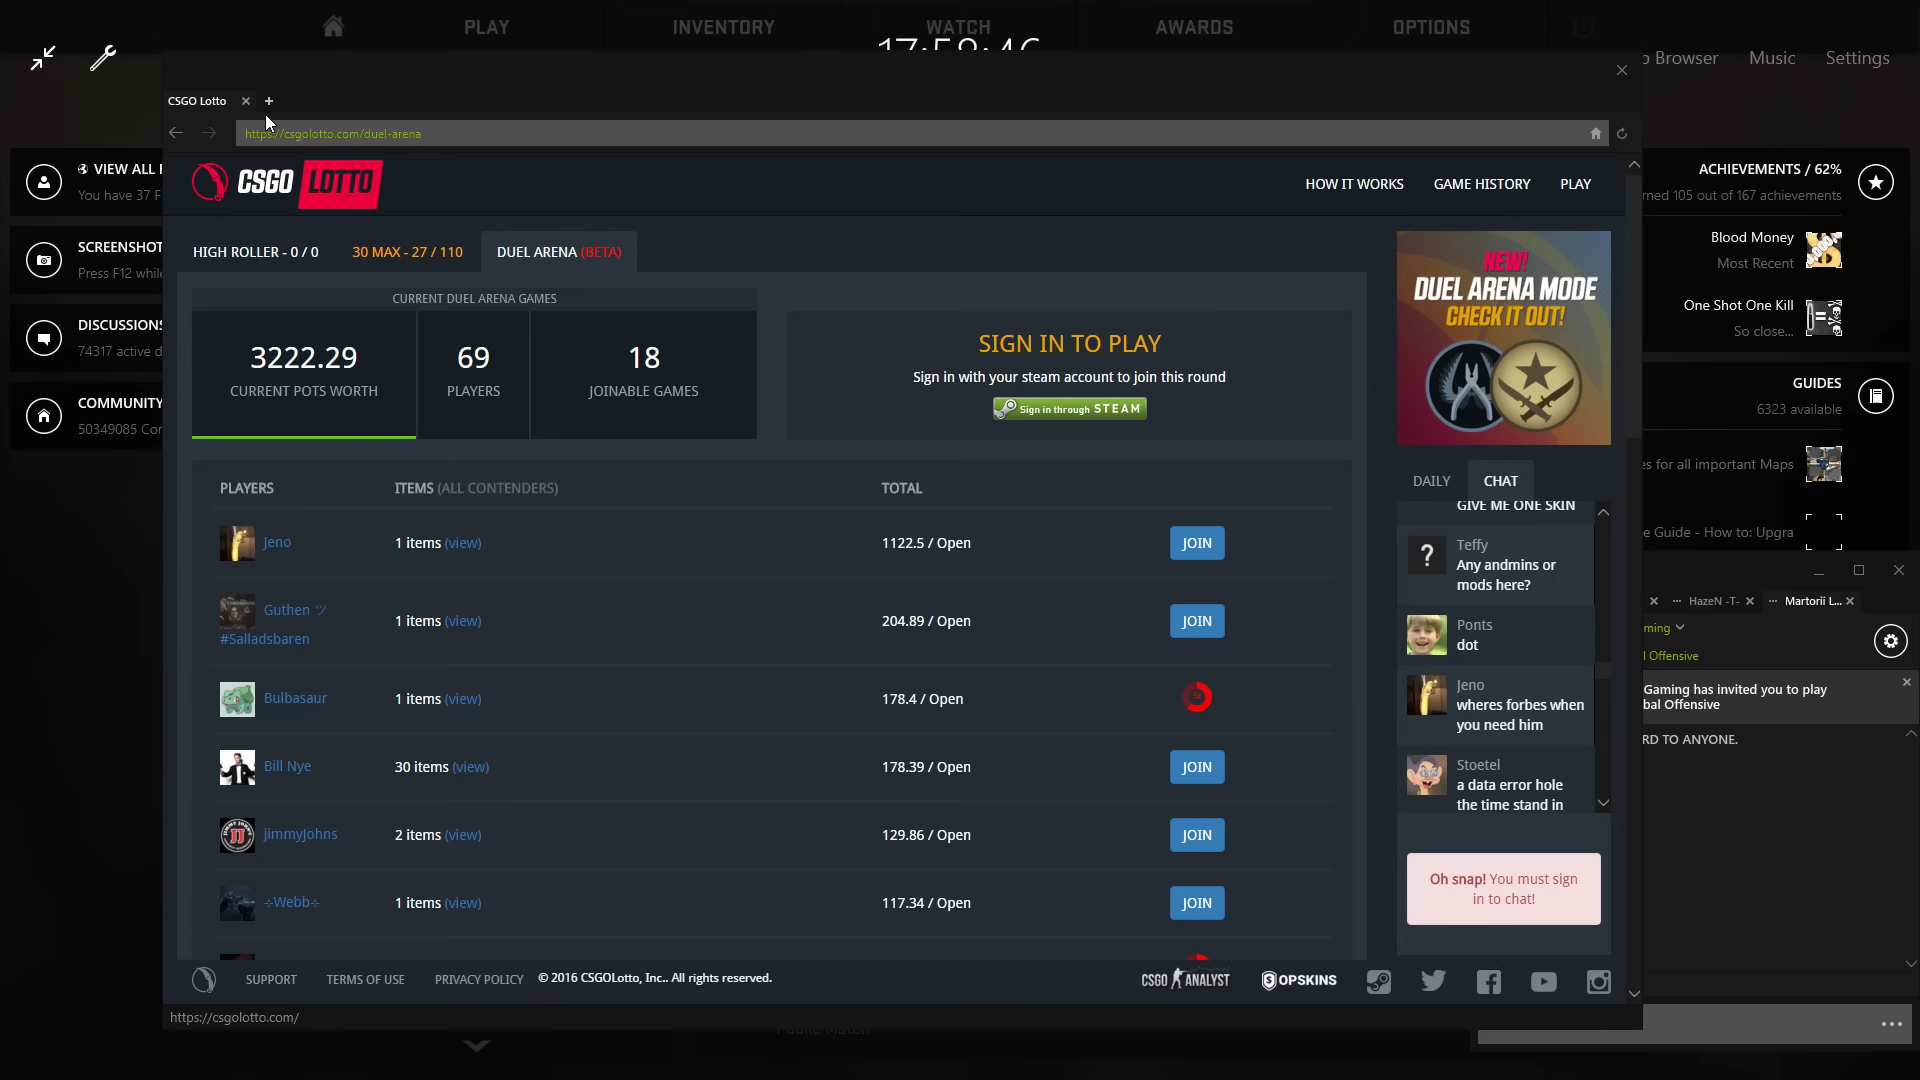 PLAY
INVENTORY
WATCH
AWARDS
OPTIONS
17:58:46
Browser
Music
Settings
CSGO Lotto
https://csgolotto.com/duel-arena
VIEW ALL
You have 37 F
SCREENSHOT
Press F12 while
DISCUSSIONS
74317 active d
COMMUNITY
50349085 Co
CSGO LOTTO
HOW IT WORKS
GAME HISTORY
PLAY
HIGH ROLLER - 0 / 0
30 MAX - 27 / 110
DUEL ARENA (BETA)
CURRENT DUEL ARENA GAMES
3222.29
CURRENT POTS WORTH
69
PLAYERS
18
JOINABLE GAMES
SIGN IN TO PLAY
Sign in with your steam account to join this round
Sign in through STEAM
PLAYERS
ITEMS (ALL CONTENDERS)
TOTAL
Jeno
1 items (view)
1122.5 / Open
JOIN
Guthen ツ
#Salladsbaren
1 items (view)
204.89 / Open
JOIN
Bulbasaur
1 items (view)
178.4 / Open
Bill Nye
30 items (view)
178.39 / Open
JOIN
jimmyJohns
2 items (view)
129.86 / Open
JOIN
-:-Webb-:-
1 items (view)
117.34 / Open
JOIN
NEW!
DUEL ARENA MODE
CHECK IT OUT!
DAILY
CHAT
GIVE ME ONE SKIN
Teffy
Any andmins or
mods here?
Ponts
dot
Jeno
wheres forbes when
you need him
Stoetel
a data error hole
the time stand in
Oh snap! You must sign
in to chat!
SUPPORT
TERMS OF USE
PRIVACY POLICY
© 2016 CSGOLotto, Inc.. All rights reserved.
CSGO ANALYST
OPSKINS
https://csgolotto.com/
Public Match
ACHIEVEMENTS / 62%
rned 105 out of 167 achievements
Blood Money
Most Recent
One Shot One Kill
So close...
GUIDES
6323 available
es for all important Maps
e Guide - How to: Upgra
HazeN -T-
Martorii L...
ming
l Offensive
Gaming has invited you to play
bal Offensive
RD TO ANYONE.